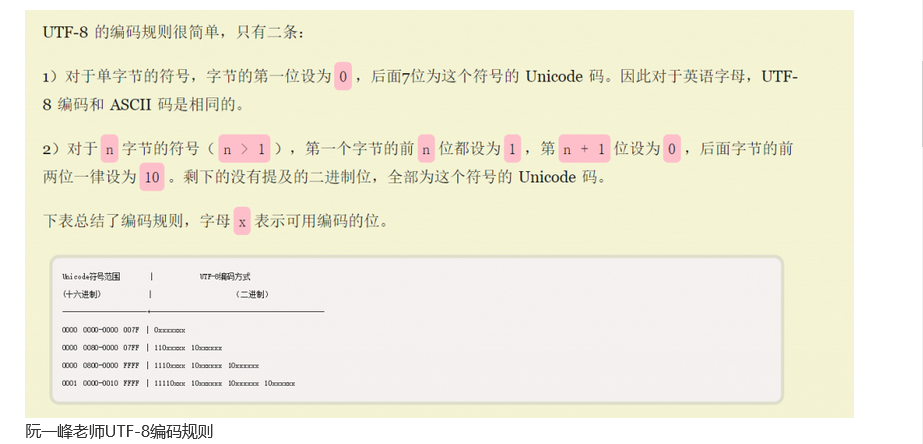 UTF-8 的编码规则很简单，只有二条：
1）对于单字节的符号，字节的第一位设为 0 ，后面7位为这个符号的 Unicode 码。因此对于英语字母，UTF-
8 编码和 ASCII 码是相同的。
2）对于 n 字节的符号（ n > 1 ），第一个字节的前 n 位都设为 1 ，第 n + 1 位设为 0 ，后面字节的前
两位一律设为 10 。剩下的没有提及的二进制位，全部为这个符号的 Unicode 码。
下表总结了编码规则，字母 x 表示可用编码的位。
Unicode符号范围 | UTF-8编码方式
(十六进制) | （二进制）
0000 0000-0000 007F | 0xxxxxxx
0000 0080-0000 07FF | 110xxxxx 10xxxxxx
0000 0800-0000 FFFF | 1110xxxx 10xxxxxx 10xxxxxx
0001 0000-0010 FFFF | 11110xxx 10xxxxxx 10xxxxxx 10xxxxxx
阮一峰老师UTF-8编码规则